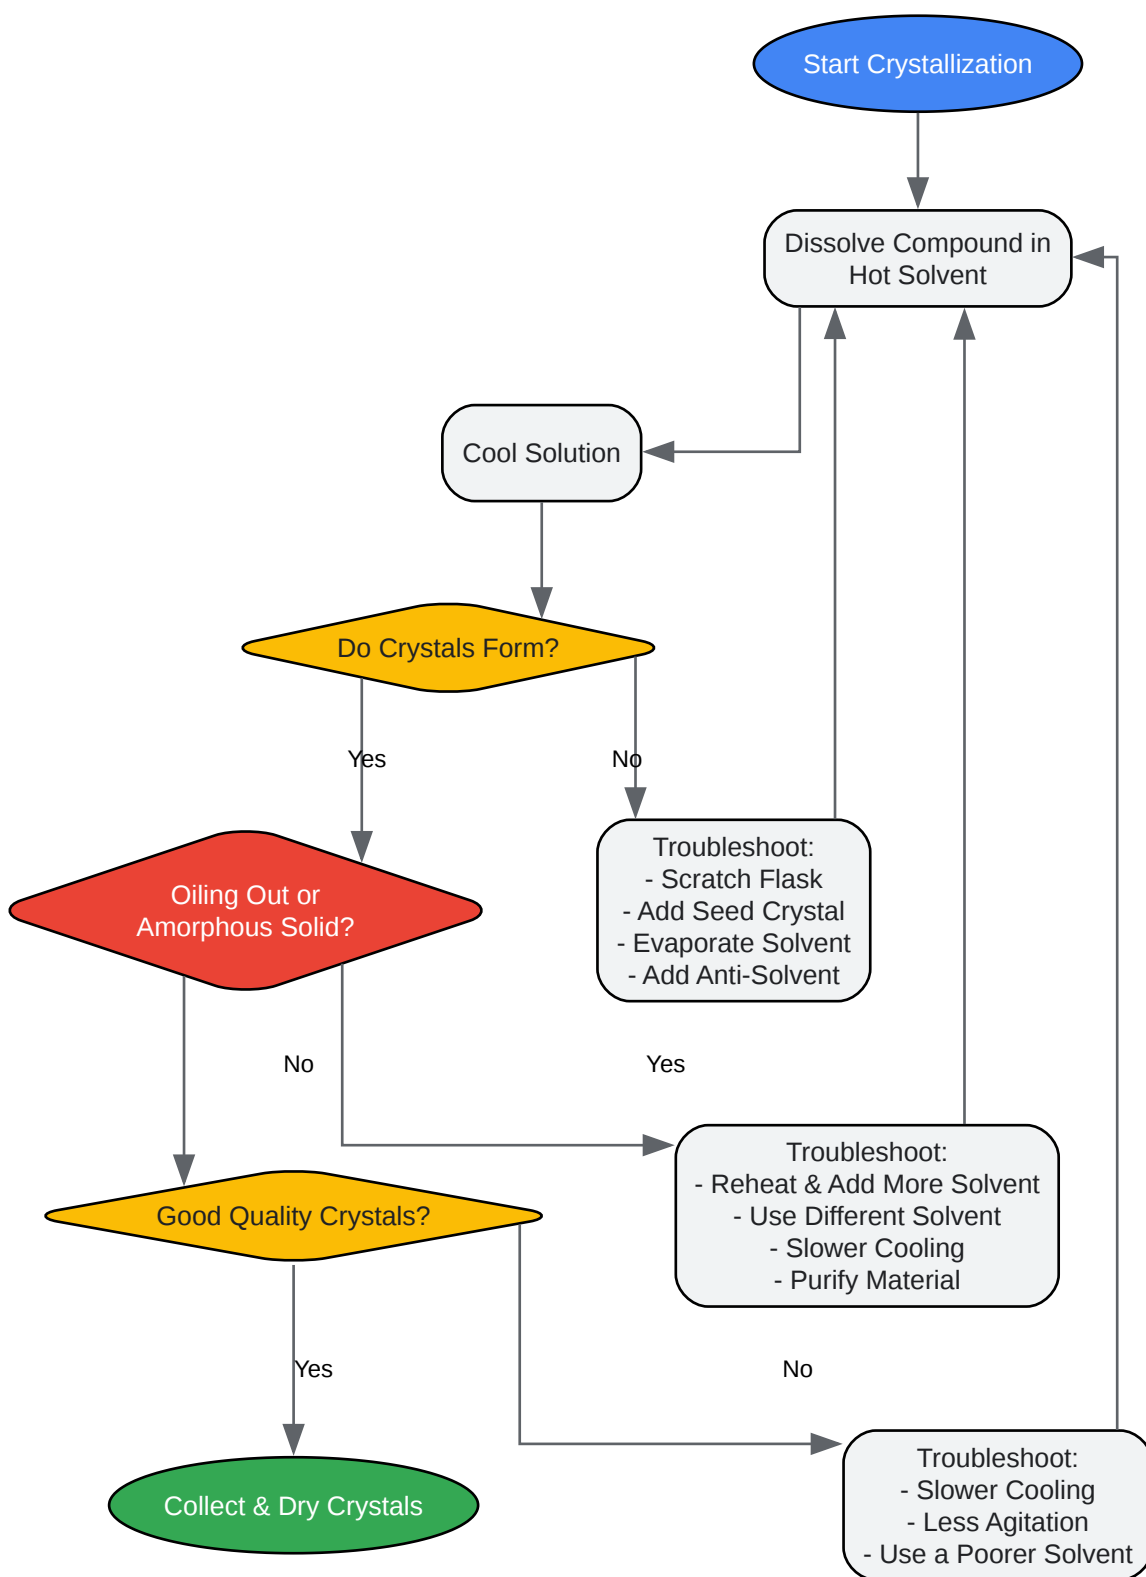 Start Crystallization
Dissolve Compound in
Hot Solvent
Cool Solution
Do Crystals Form?
Yes
No
Oiling Out or
Amorphous Solid?
Troubleshoot:
- Scratch Flask
- Add Seed Crystal
- Evaporate Solvent
- Add Anti-Solvent
No
Yes
Good Quality Crystals?
Troubleshoot:
- Reheat & Add More Solvent
- Use Different Solvent
- Slower Cooling
- Purify Material
Yes
No
Collect & Dry Crystals
Troubleshoot:
- Slower Cooling
- Less Agitation
- Use a Poorer Solvent